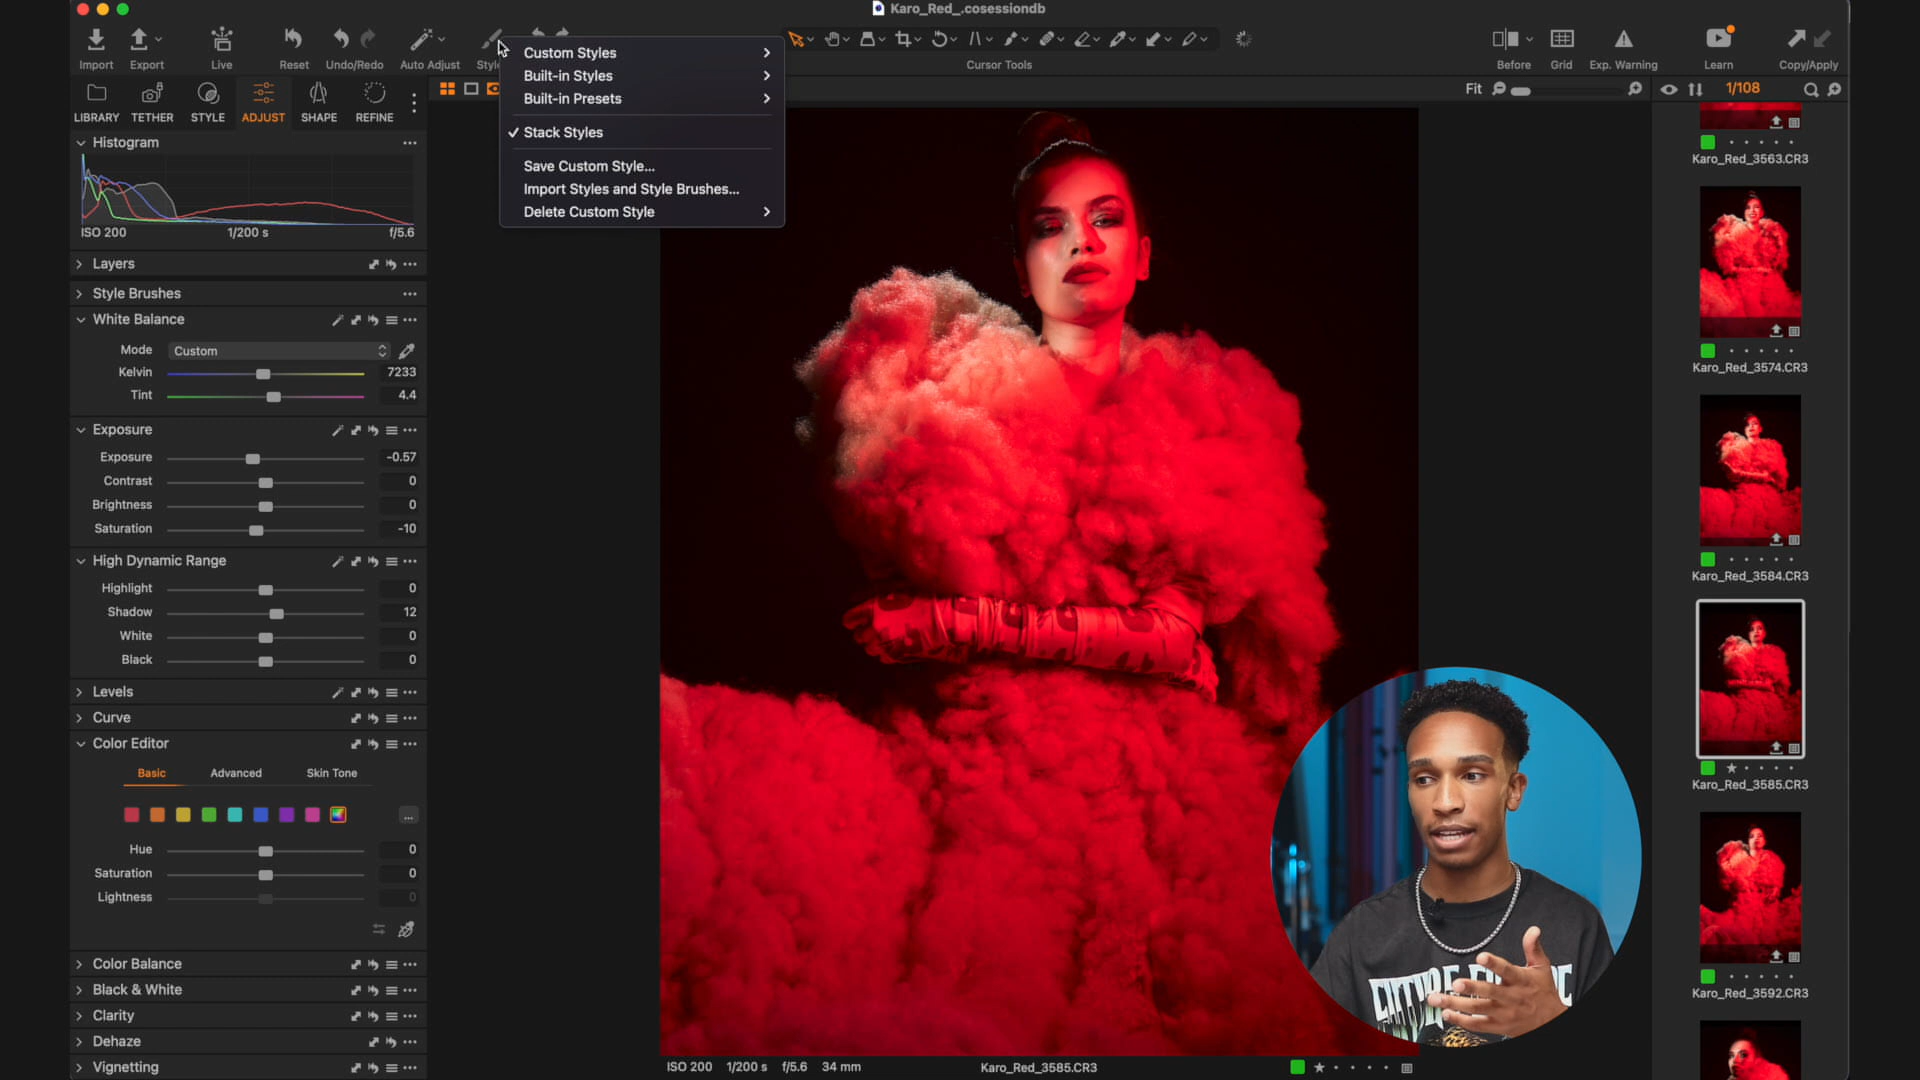 Karo_Red_.cosessiondb
Import
Export
Live
Reset
Undo/Redo
Auto Adjust
Cursor Tools
Before
Grid
Exp. Warning
Learn
Copy/Apply
Custom Styles
Built-in Styles
Built-in Presets
Stack Styles
Save Custom Style...
Import Styles and Style Brushes...
Delete Custom Style
LIBRARY
TETHER
STYLE
ADJUST
SHAPE
REFINE
Fit
1/108
Histogram
ISO 200
1/200 s
f/5.6
Layers
Style Brushes
White Balance
Mode
Custom
Kelvin
7233
Tint
4.4
Exposure
Exposure
-0.57
Contrast
0
Brightness
0
Saturation
-10
High Dynamic Range
Highlight
0
Shadow
12
White
0
Black
0
Levels
Curve
Color Editor
Basic
Advanced
Skin Tone
Hue
0
Saturation
0
Lightness
0
Color Balance
Black & White
Clarity
Dehaze
Vignetting
ISO 200
1/200 s
f/5.6
34 mm
Karo_Red_3585.CR3
Karo_Red_3563.CR3
Karo_Red_3574.CR3
Karo_Red_3584.CR3
Karo_Red_3585.CR3
Karo_Red_3592.CR3